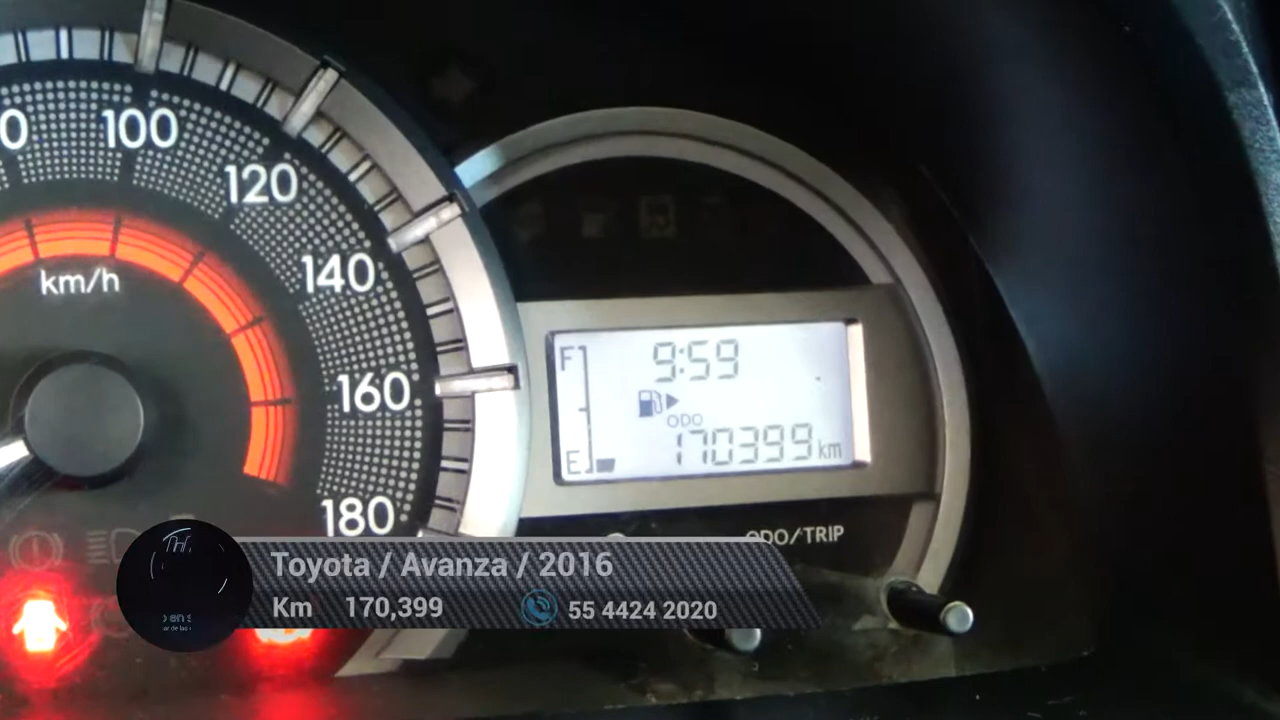 100
120
140
160
180
km/h
9:59
F
ODO
170399 km
E
ODO/TRIP
Toyota / Avanza / 2016
Km 170,399
55 4424 2020